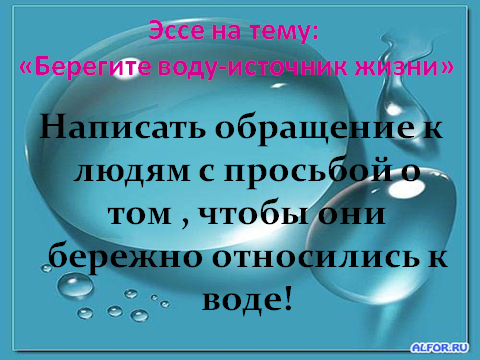 Эссе на тему:
«Берегите воду-источник жизни»
Написать обращение к
людям с просьбой о
том , чтобы они
бережно относились к
воде!
ALFOR.RU